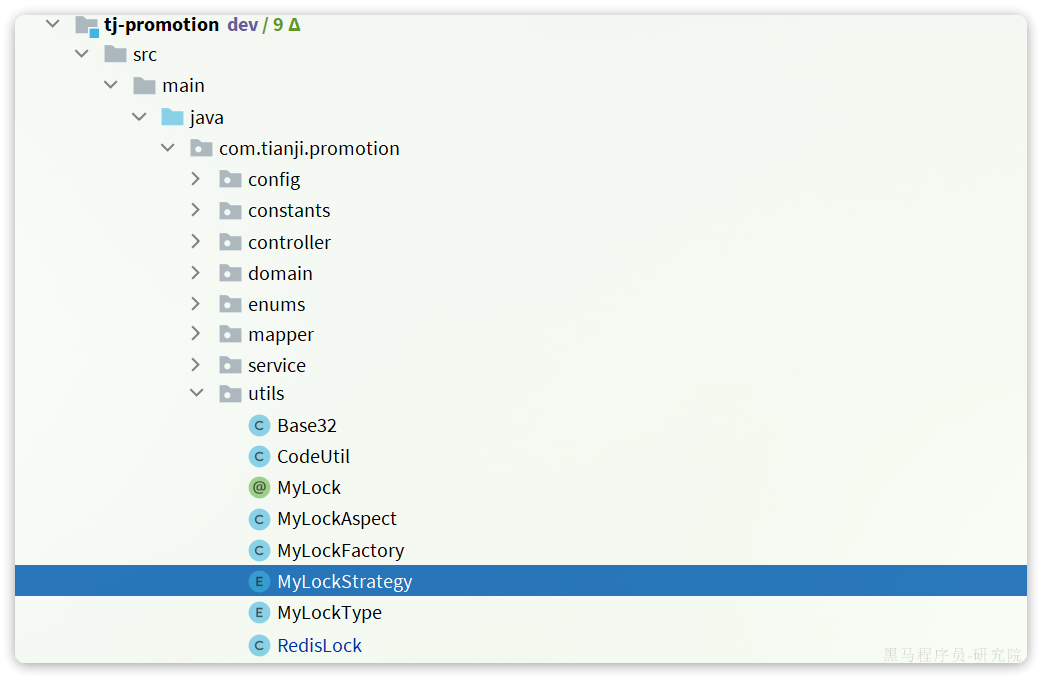 tj-promotion dev / 9 Δ
src
main
java
com.tianji.promotion
config
constants
controller
domain
enums
mapper
service
utils
C Base32
C CodeUtil
@ MyLock
C MyLockAspect
C MyLockFactory
E MyLockStrategy
E MyLockType
C RedisLock
黑马程序员-研究院